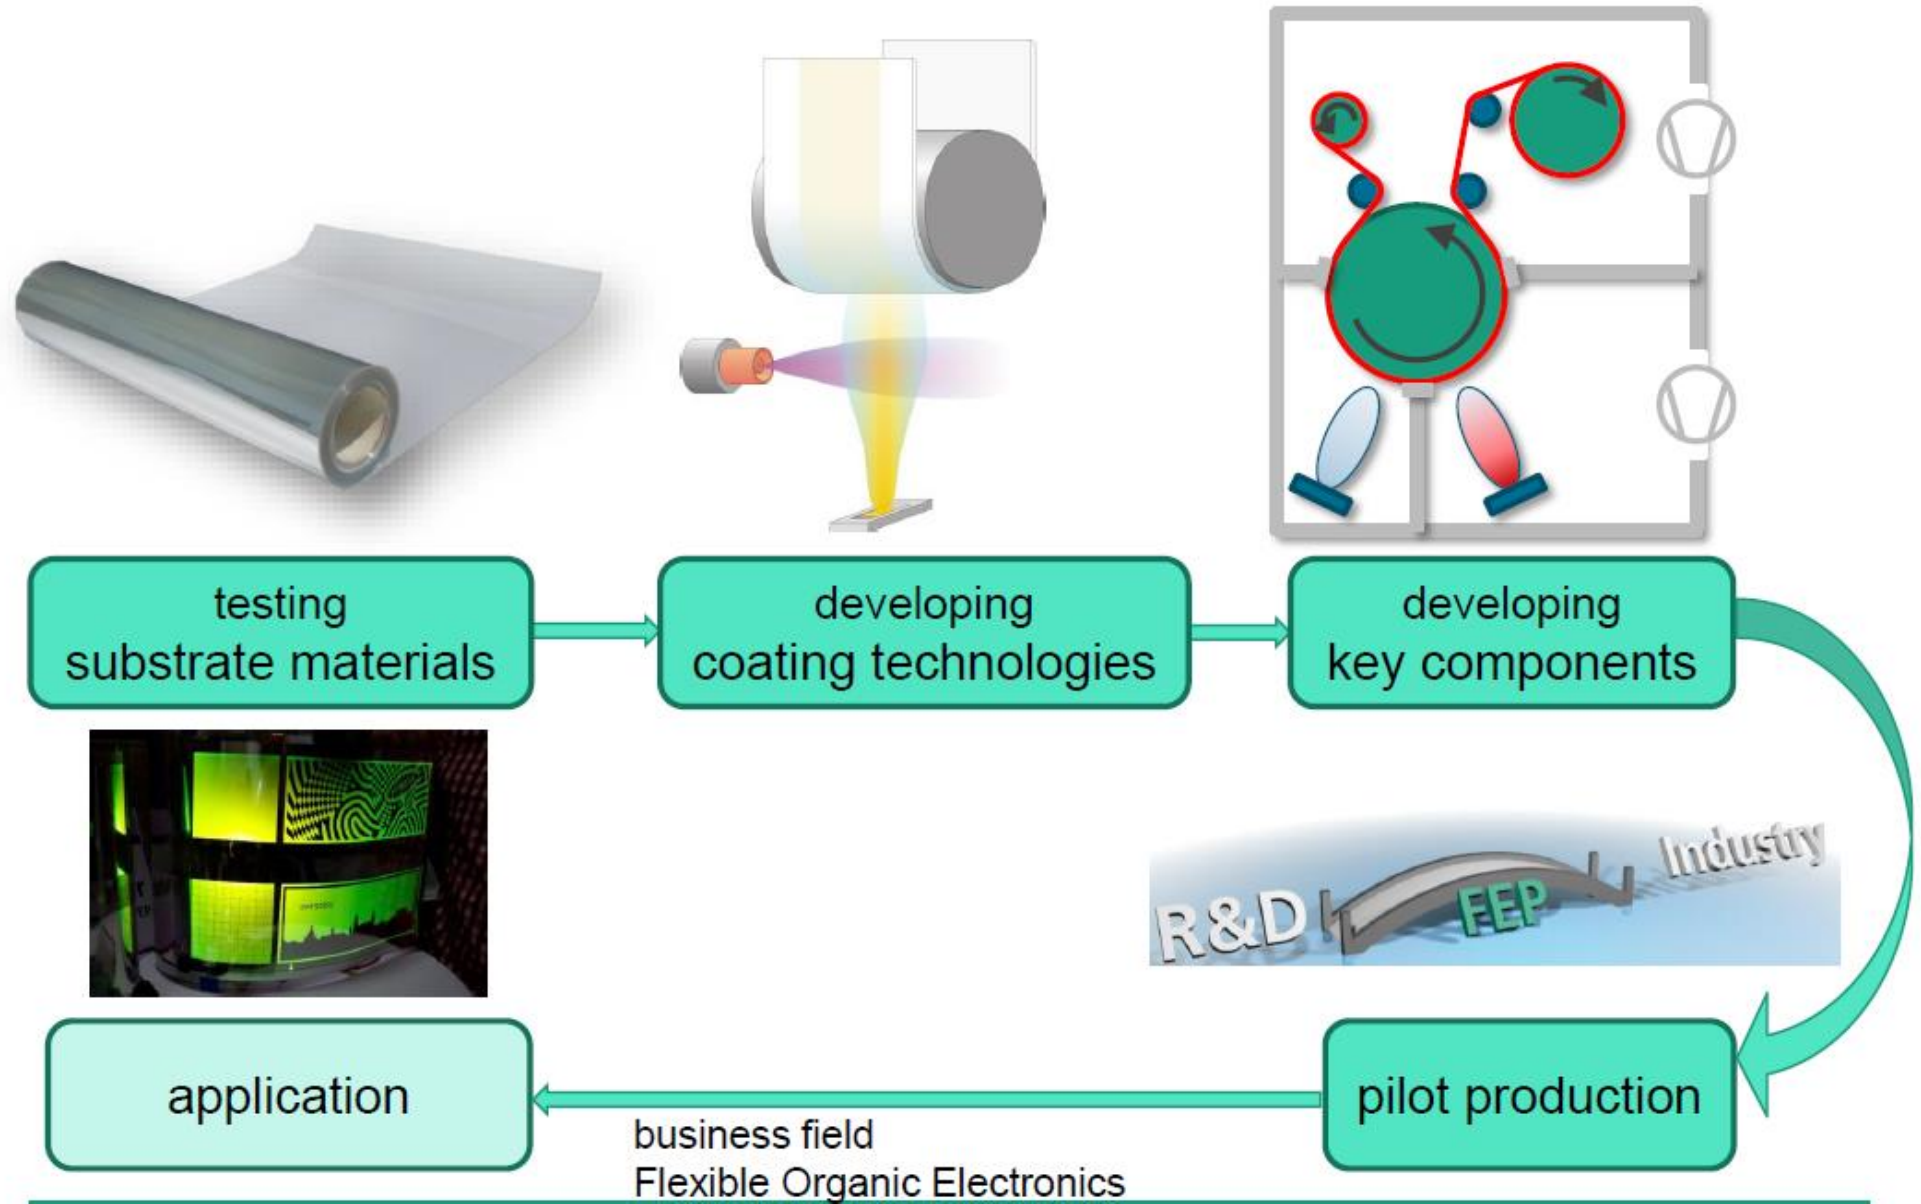 testing
substrate materials
developing
coating technologies
developing
key components
R&D
FEP
Industry
application
pilot production
business field
Flexible Organic Electronics